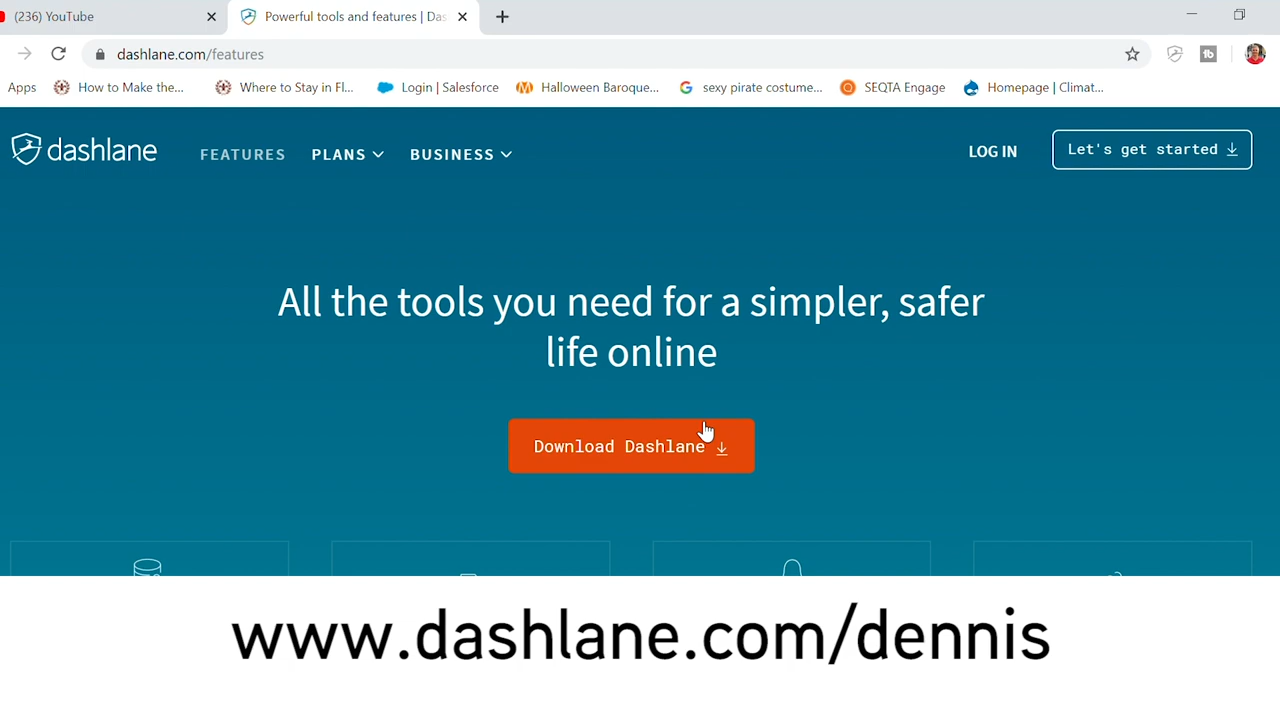 (236) YouTube
Powerful tools and features | Das
dashlane.com/features
Apps How to Make the... Where to Stay in Fl... Login | Salesforce Halloween Baroque... sexy pirate costume... SEQTA Engage Homepage | Climat...
dashlane FEATURES PLANS BUSINESS LOG IN Let's get started
All the tools you need for a simpler, safer
life online
Download Dashlane
www.dashlane.com/dennis